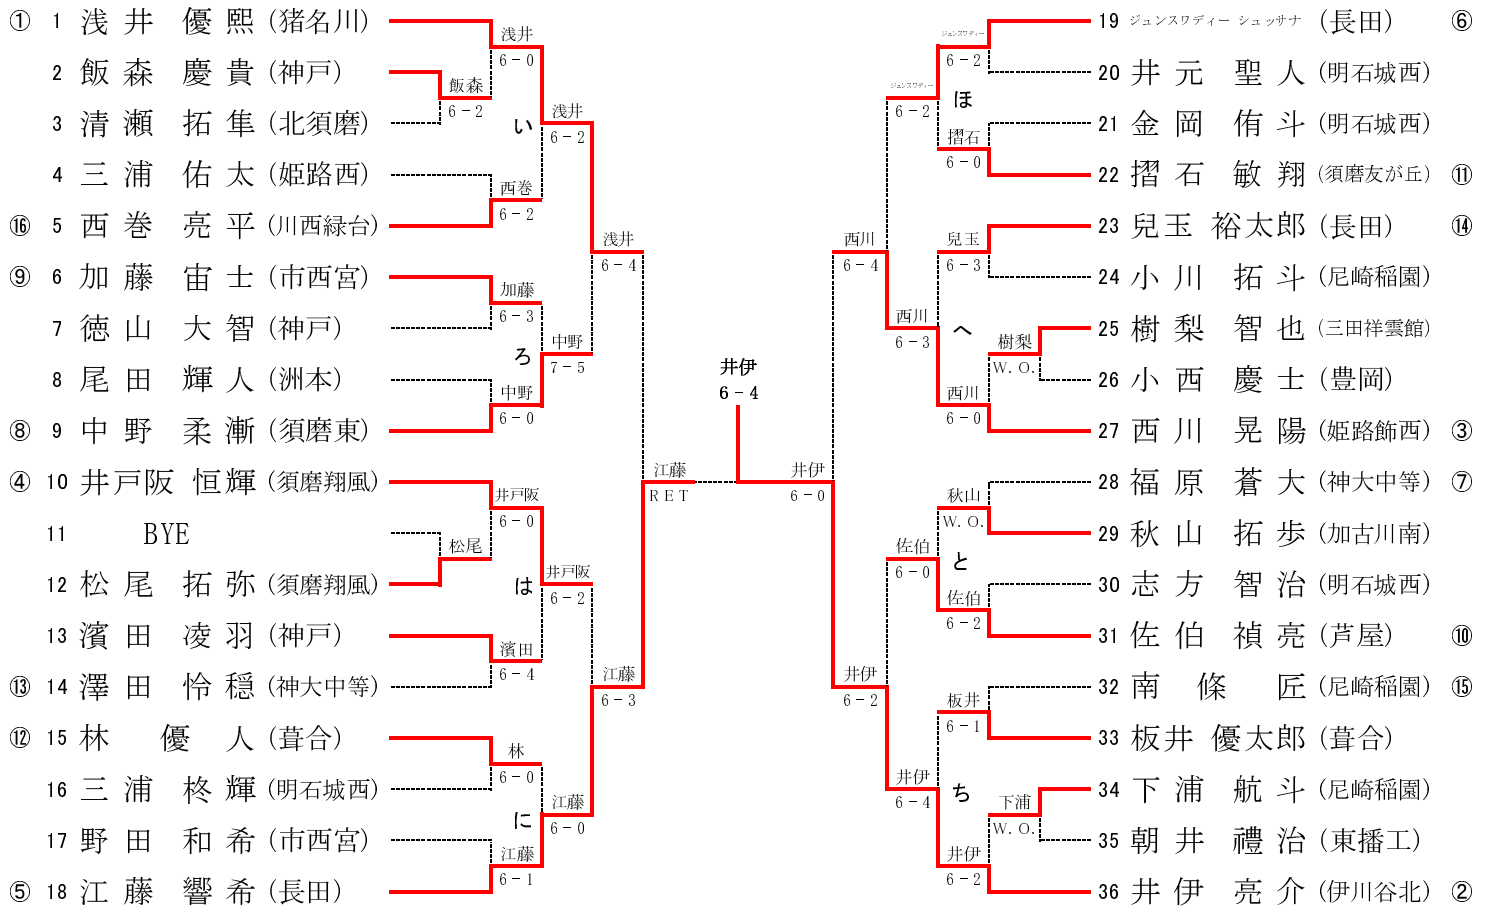 ① 1 浅井 優熙 (猪名川)
2 飯森 慶貴 (神戸)
3 清瀬 拓隼 (北須磨)
4 三浦 佑太 (姫路西)
⑯ 5 西巻 亮平 (川西緑台)
⑨ 6 加藤 宙士 (市西宮)
7 徳山 大智 (神戸)
8 尾田 輝人 (洲本)
⑧ 9 中野 柔漸 (須磨東)
④ 10 井戸阪 恒輝 (須磨翔風)
11 BYE
12 松尾 拓弥 (須磨翔風)
13 濱田 凌羽 (神戸)
⑬ 14 澤田 怜穏 (神大中等)
⑫ 15 林 優人 (葺合)
16 三浦 柊輝 (明石城西)
17 野田 和希 (市西宮)
⑤ 18 江藤 響希 (長田)
飯森
6-2
松尾
浅井
6-0
い
西巻
6-2
加藤
6-3
ろ
中野
6-0
井戸阪
6-0
は
濱田
6-4
林
6-0
に
江藤
6-1
浅井
6-2
中野
7-5
井戸阪
6-2
江藤
6-0
浅井
6-4
江藤
6-3
江藤
RET
井伊
6-4
井伊
6-0
西川
6-4
井伊
6-2
ジュンスワディー
6-2
西川
6-3
佐伯
6-0
井伊
6-4
ジュンスワディー
6-2
ほ
摺石
6-0
兒玉
6-3
へ
西川
6-0
秋山
W.O.
と
佐伯
6-2
板井
6-1
ち
井伊
6-2
樹梨
W.O.
下浦
W.O.
19 ジュンスワディー シュッサナ (長田) ⑥
20 井元 聖人 (明石城西)
21 金岡 侑斗 (明石城西)
22 摺石 敏翔 (須磨友が丘) ⑪
23 兒玉 裕太郎 (長田) ⑭
24 小川 拓斗 (尼崎稲園)
25 樹梨 智也 (三田祥雲館)
26 小西 慶士 (豊岡)
27 西川 晃陽 (姫路飾西) ③
28 福原 蒼大 (神大中等) ⑦
29 秋山 拓歩 (加古川南)
30 志方 智治 (明石城西)
31 佐伯 禎亮 (芦屋) ⑩
32 南條 匠 (尼崎稲園) ⑮
33 板井 優太郎 (葺合)
34 下浦 航斗 (尼崎稲園)
35 朝井 禮治 (東播工)
36 井伊 亮介 (伊川谷北) ②